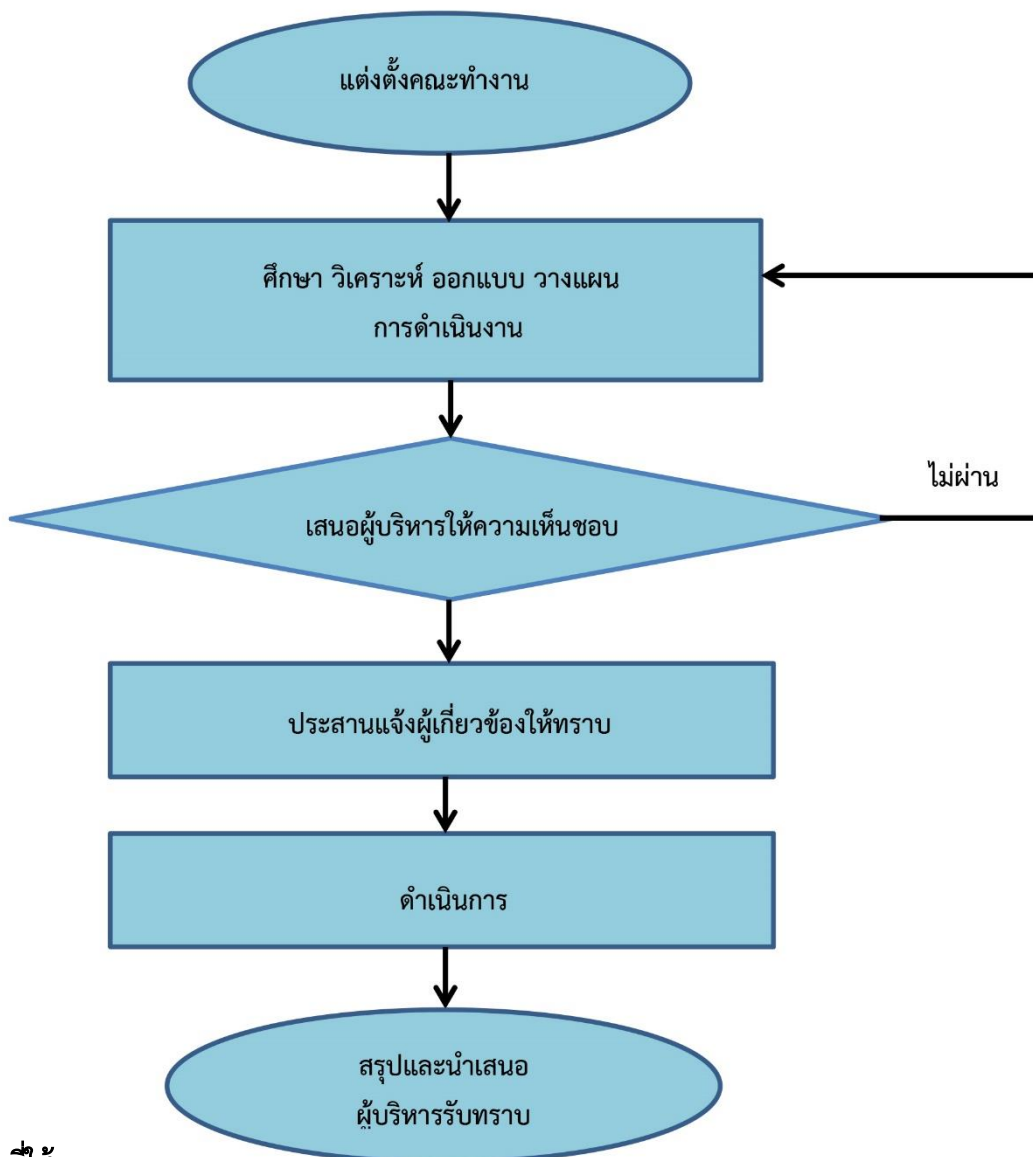 แต่งตั้งคณะทำงาน
ศึกษา วิเคราะห์ ออกแบบ วางแผน
การดำเนินงาน
ไม่ผ่าน
เสนอผู้บริหารให้ความเห็นชอบ
ประสานแจ้งผู้เกี่ยวข้องให้ทราบ
ดำเนินการ
สรุปและนำเสนอ
ผู้บริหารรับทราบ